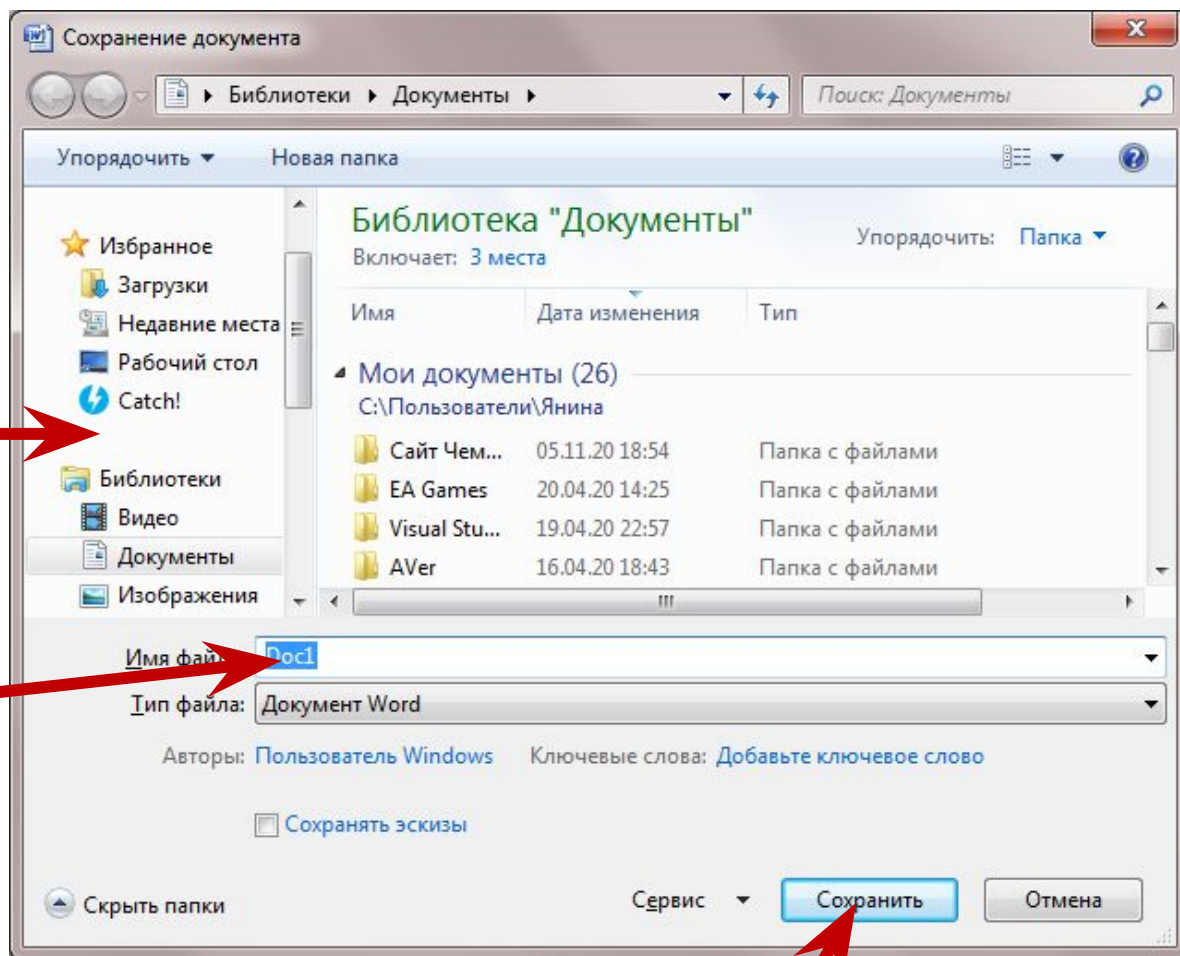 Сохранение документа
Библиотеки Документы
Поиск: Документы
Упорядочить Новая папка
Избранное
Загрузки
Недавние места
Рабочий стол
Catch!
Библиотеки
Видео
Документы
Изображения
Библиотека "Документы"
Включает: 3 места
Упорядочить: Папка
Имя Дата изменения Тип
Мои документы (26)
C:\Пользователи\Янина
Сайт Чем... 05.11.20 18:54 Папка с файлами
EA Games 20.04.20 14:25 Папка с файлами
Visual Stu... 19.04.20 22:57 Папка с файлами
AVer 16.04.20 18:43 Папка с файлами
Имя Doc1
Тип файла: Документ Word
Авторы: Пользователь Windows Ключевые слова: Добавьте ключевое слово
Сохранять эскизы
Скрыть папки
Сервис Сохранить Отмена